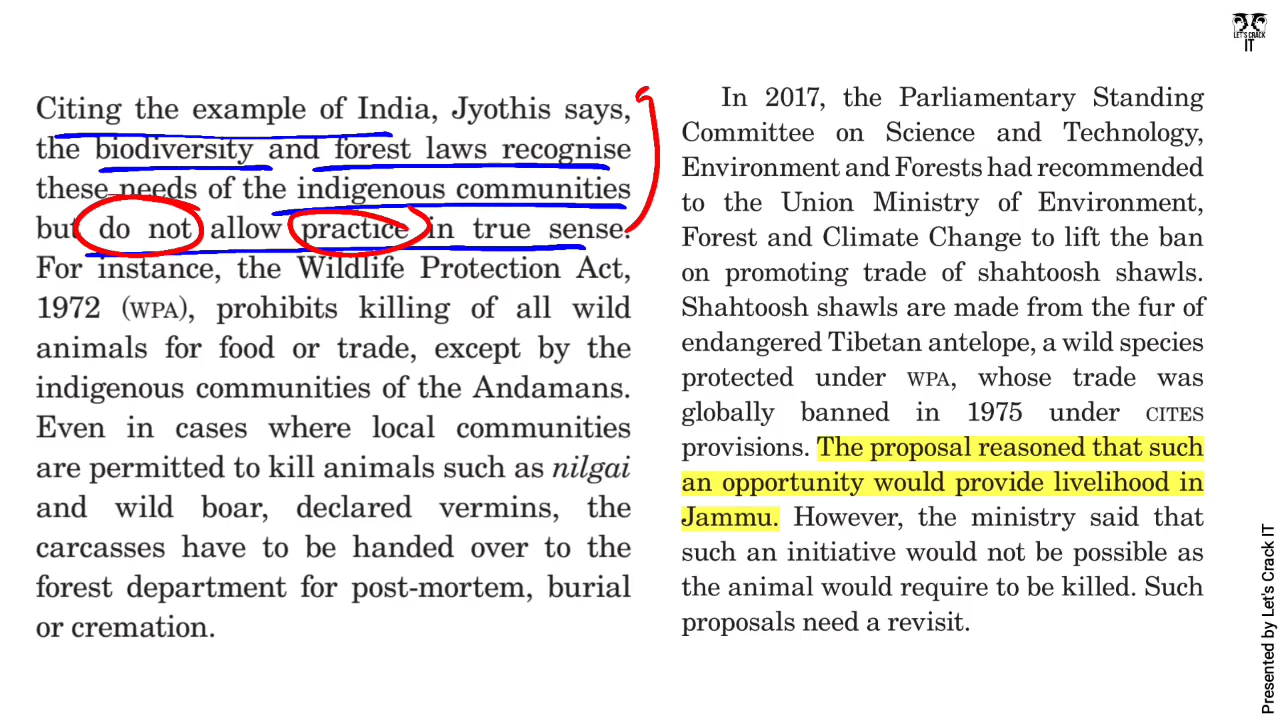 LET'S CRACK
IT
Citing the example of India, Jyothis says,
the biodiversity and forest laws recognise
these needs of the indigenous communities
but do not allow practice in true sense.
For instance, the Wildlife Protection Act,
1972 (WPA), prohibits killing of all wild
animals for food or trade, except by the
indigenous communities of the Andamans.
Even in cases where local communities
are permitted to kill animals such as nilgai
and wild boar, declared vermins, the
carcasses have to be handed over to the
forest department for post-mortem, burial
or cremation.
In 2017, the Parliamentary Standing
Committee on Science and Technology,
Environment and Forests had recommended
to the Union Ministry of Environment,
Forest and Climate Change to lift the ban
on promoting trade of shahtoosh shawls.
Shahtoosh shawls are made from the fur of
endangered Tibetan antelope, a wild species
protected under WPA, whose trade was
globally banned in 1975 under CITES
provisions. The proposal reasoned that such
an opportunity would provide livelihood in
Jammu. However, the ministry said that
such an initiative would not be possible as
the animal would require to be killed. Such
proposals need a revisit.
Presented by Let's Crack IT